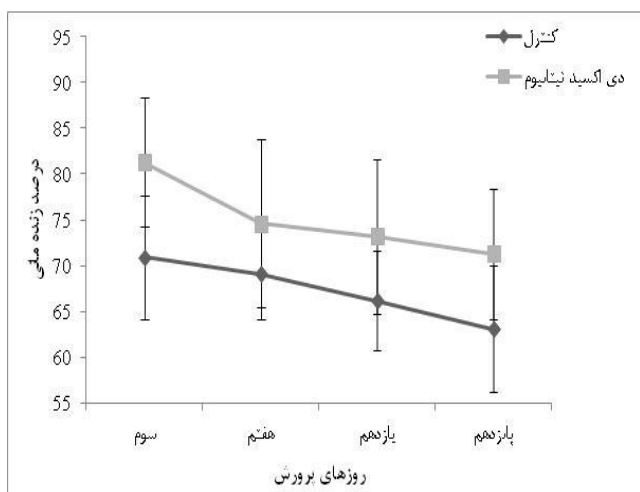 کنترل
دی اکسید تیتانیوم
درصد زنده مانی
95
90
85
80
75
70
65
60
55
سوم
هفتم
یازدهم
پانزدهم
روزهای پرورش